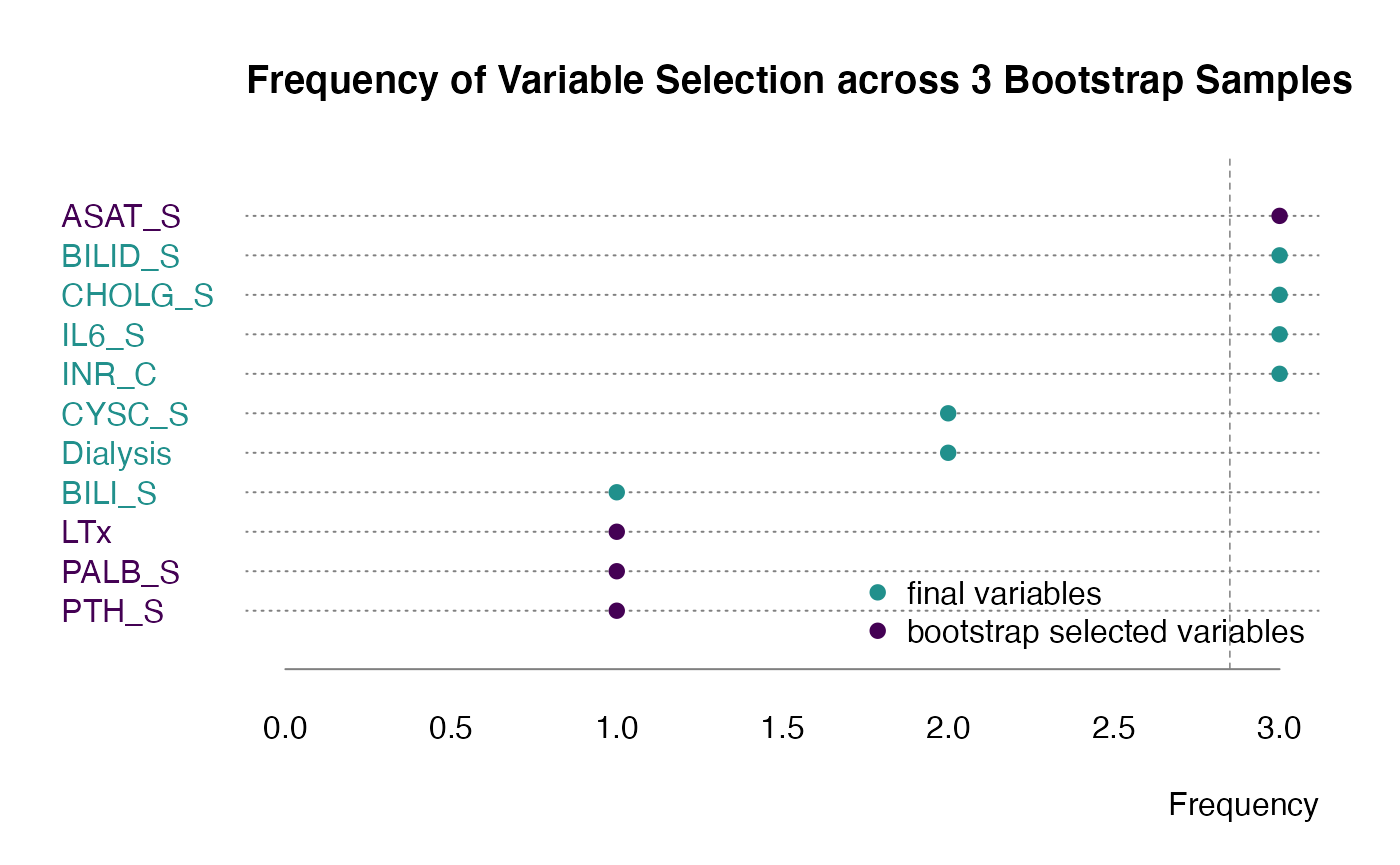 Frequency of Variable Selection across 3 Bootstrap Samples
ASAT_S
BILID_S
CHOLG_S
IL6_S
INR_C
CYSC_S
Dialysis
BILI_S
LTx
PALB_S
PTH_S
final variables
bootstrap selected variables
0.0 0.5 1.0 1.5 2.0 2.5 3.0
Frequency